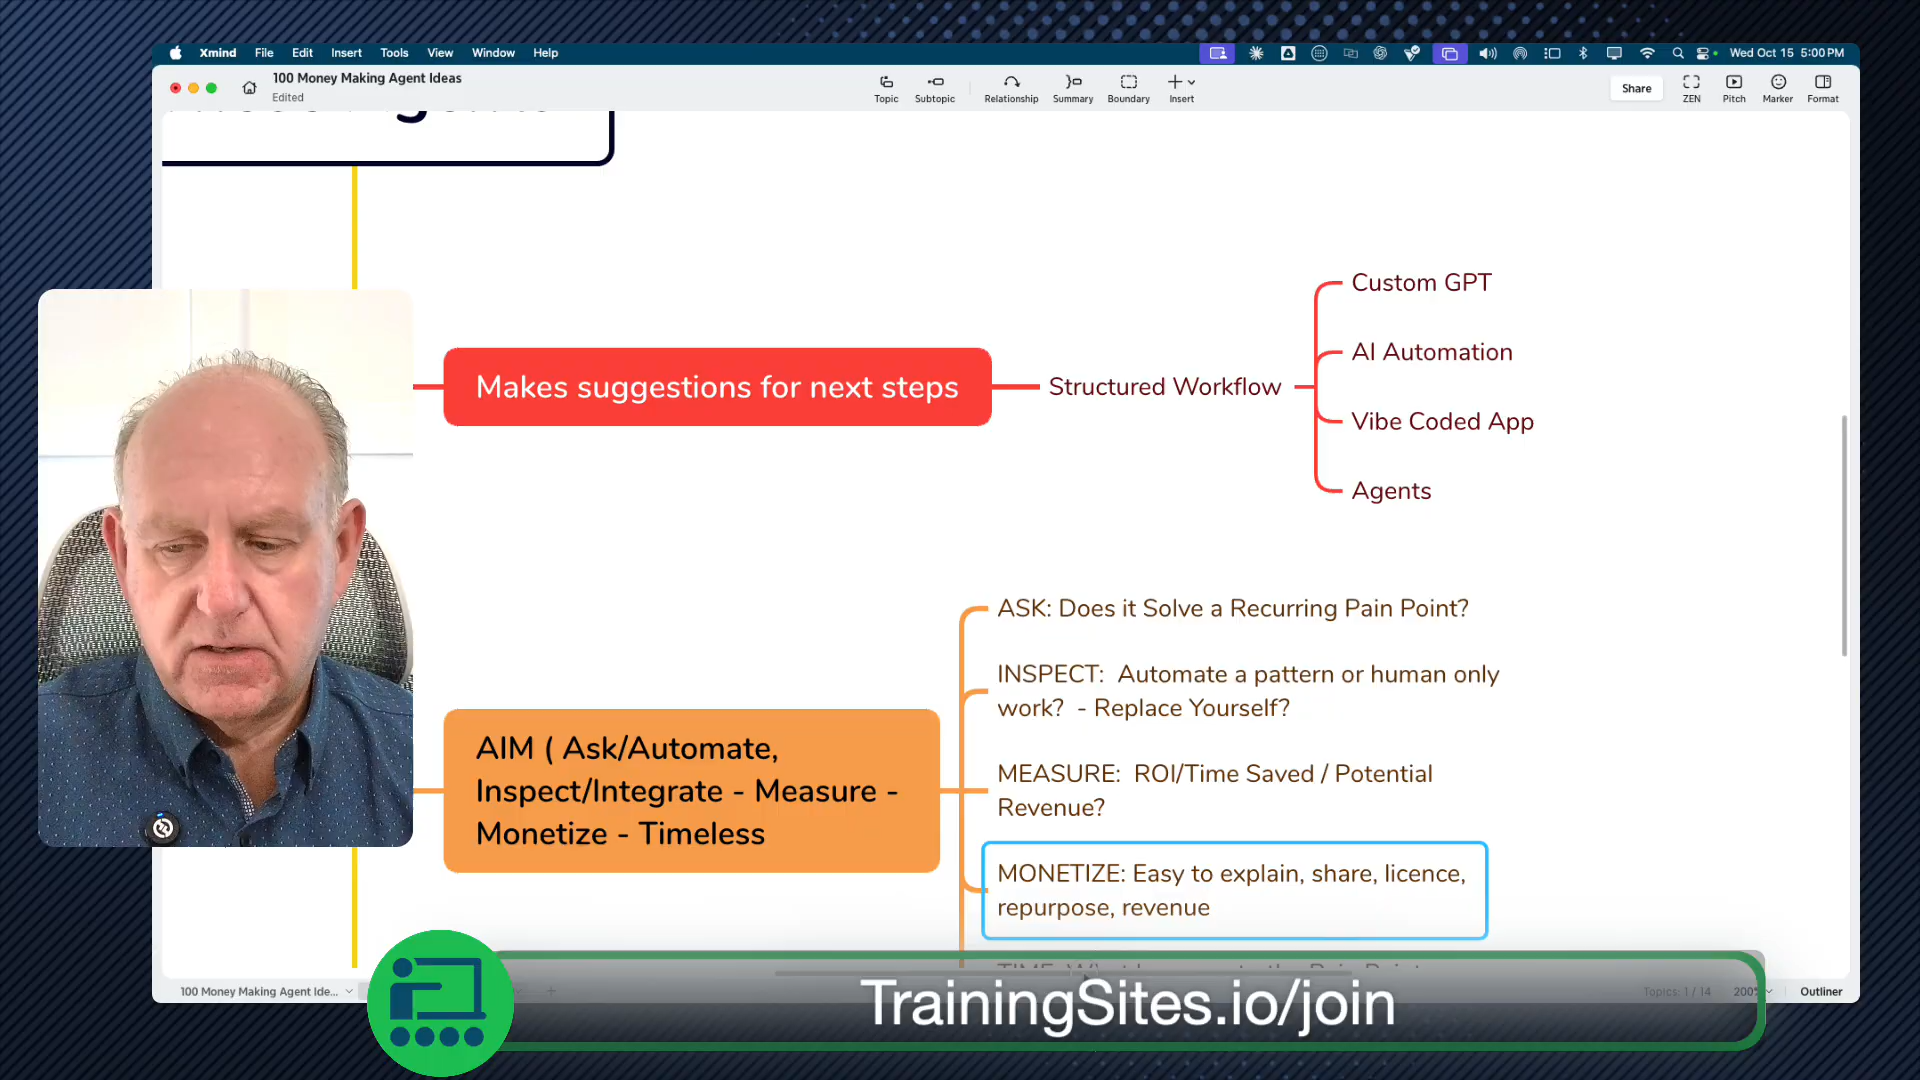 Xmind File Edit Insert Tools View Window Help
Wed Oct 15 5:00 PM
100 Money Making Agent Ideas
Edited
Topic Subtopic Relationship Summary Boundary Insert
Share ZEN Pitch Marker Format
Custom GPT
AI Automation
Makes suggestions for next steps
Structured Workflow
Vibe Coded App
Agents
ASK: Does it Solve a Recurring Pain Point?
INSPECT: Automate a pattern or human only
work? - Replace Yourself?
AIM ( Ask/Automate,
Inspect/Integrate - Measure -
Monetize - Timeless
MEASURE: ROI/Time Saved / Potential
Revenue?
MONETIZE: Easy to explain, share, licence,
repurpose, revenue
100 Money Making Agent Ide...
Topics: 1 / 14 200% Outliner
TrainingSites.io/join